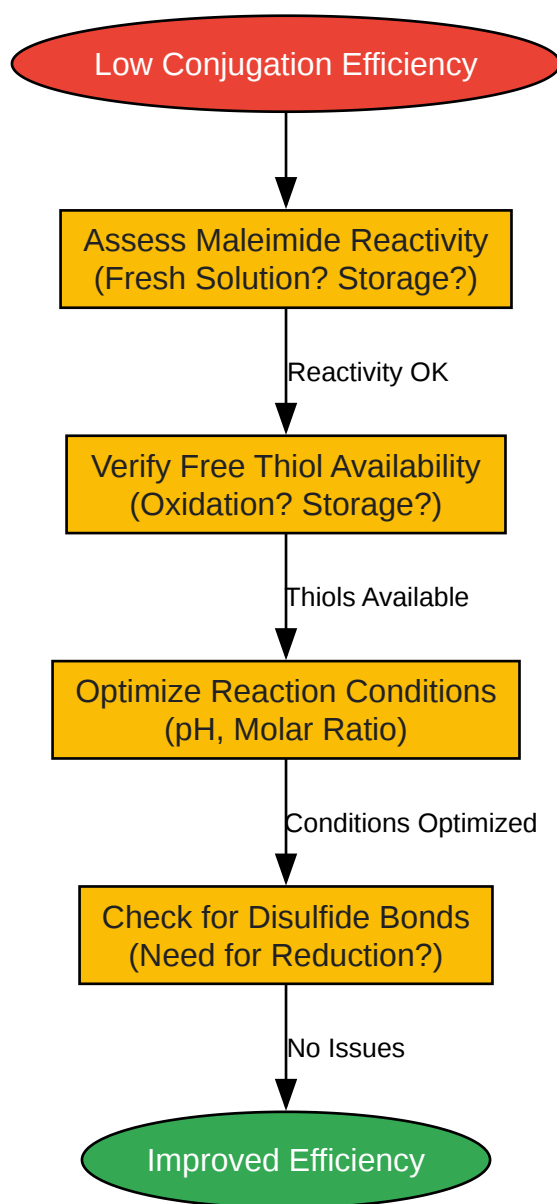 Low Conjugation Efficiency
Assess Maleimide Reactivity
(Fresh Solution? Storage?)
Reactivity OK
Verify Free Thiol Availability
(Oxidation? Storage?)
Thiols Available
Optimize Reaction Conditions
(pH, Molar Ratio)
Conditions Optimized
Check for Disulfide Bonds
(Need for Reduction?)
No Issues
Improved Efficiency